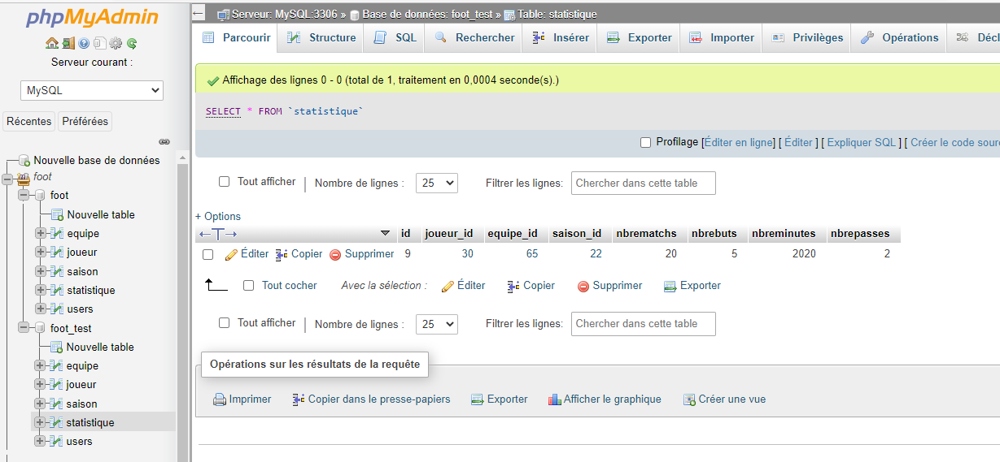 phpMyAdmin
Serveur courant :
MySQL
Récentes Préférées
Nouvelle base de données
foot
foot
Nouvelle table
equipe
joueur
saison
statistique
users
foot_test
Nouvelle table
equipe
joueur
saison
statistique
users
Serveur: MySQL:3306 » Base de données: foot_test » Table: statistique
Parcourir Structure SQL Rechercher Insérer Exporter Importer Privilèges Opérations Décl
Affichage des lignes 0 - 0 (total de 1, traitement en 0,0004 seconde(s).)
SELECT * FROM `statistique`
Profilage [Éditer en ligne] [ Éditer ] [ Expliquer SQL ] [ Créer le code sour
Tout afficher | Nombre de lignes : 25 Filtrer les lignes: Chercher dans cette table
+ Options
←T→ id joueur_id equipe_id saison_id nbrematchs nbrebuts nbreminutes nbrepasses
Éditer Copier Supprimer 9 30 65 22 20 5 2020 2
Tout cocher Avec la sélection : Éditer Copier Supprimer Exporter
Tout afficher | Nombre de lignes : 25 Filtrer les lignes: Chercher dans cette table
Opérations sur les résultats de la requête
Imprimer Copier dans le presse-papiers Exporter Afficher le graphique Créer une vue